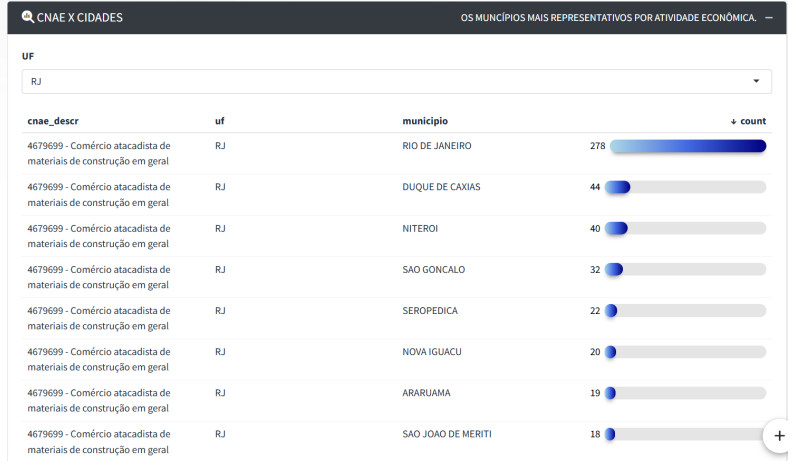 CNAE X CIDADES
OS MUNCÍPIOS MAIS REPRESENTATIVOS POR ATIVIDADE ECONÔMICA. −
UF
RJ
cnae_descr uf municipio ↓ count
4679699 - Comércio atacadista de materiais de construção em geral RJ RIO DE JANEIRO 278
4679699 - Comércio atacadista de materiais de construção em geral RJ DUQUE DE CAXIAS 44
4679699 - Comércio atacadista de materiais de construção em geral RJ NITEROI 40
4679699 - Comércio atacadista de materiais de construção em geral RJ SAO GONCALO 32
4679699 - Comércio atacadista de materiais de construção em geral RJ SEROPEDICA 22
4679699 - Comércio atacadista de materiais de construção em geral RJ NOVA IGUACU 20
4679699 - Comércio atacadista de materiais de construção em geral RJ ARARUAMA 19
4679699 - Comércio atacadista de materiais de construção em geral RJ SAO JOAO DE MERITI 18
+